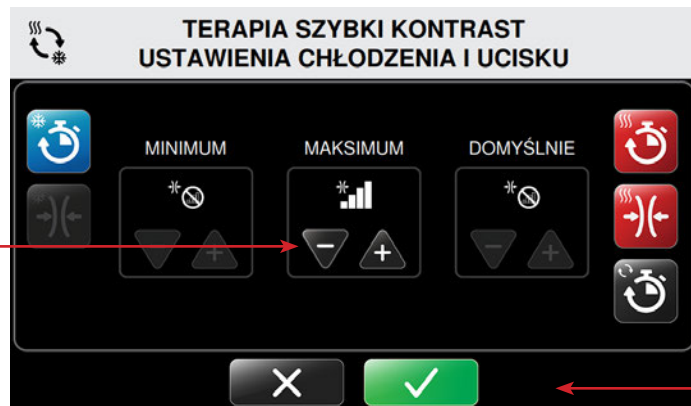 TERAPIA SZYBKI KONTRAST
USTAWIENIA CHŁODZENIA I UCISKU
MINIMUM MAKSIMUM DOMYŚLNIE